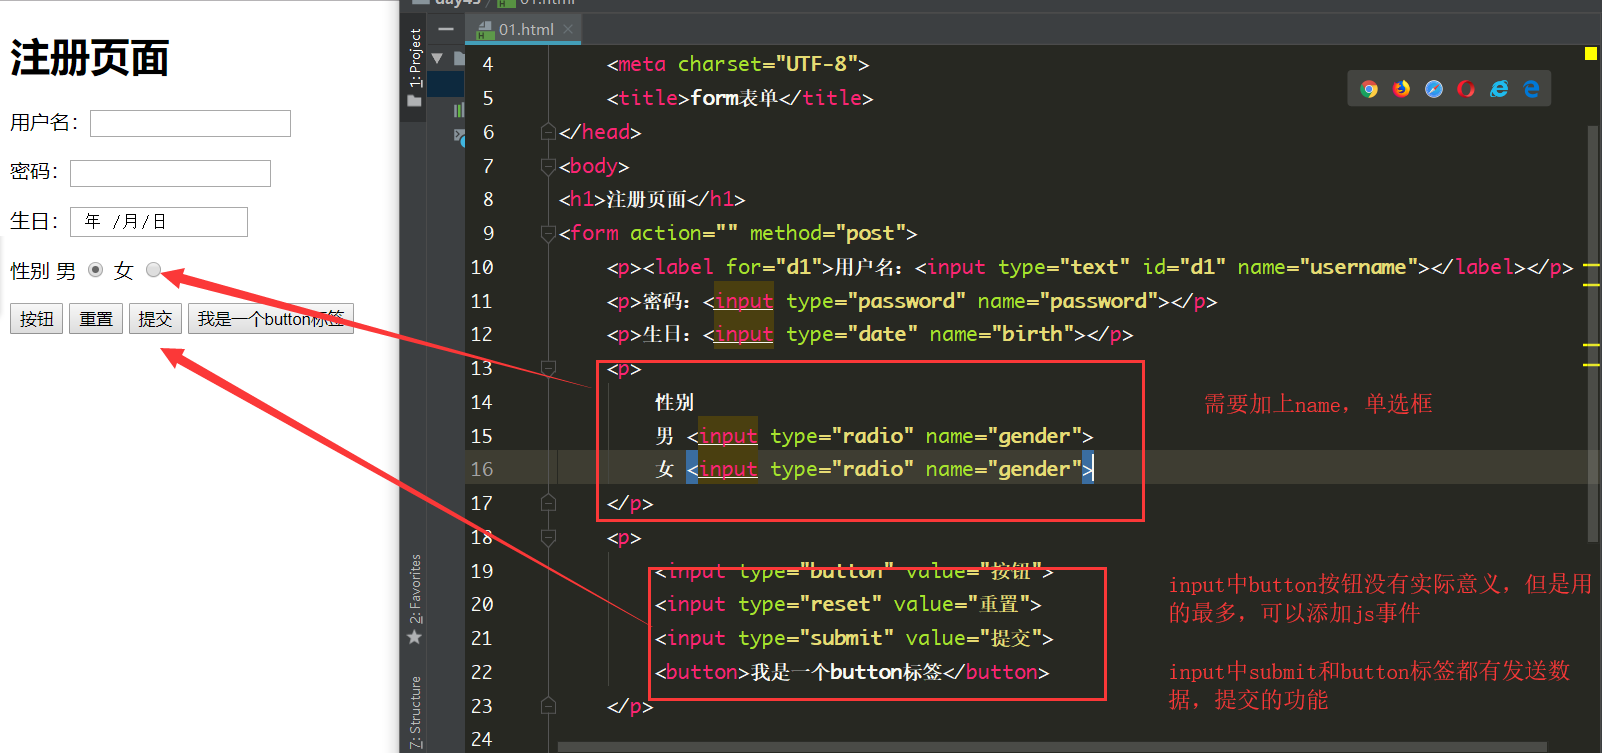 注册页面
用户名：
密码：
生日： 年 /月/日
性别 男 女
按钮 重置 提交 我是一个button标签
1: Project
2: Favorites
7: Structure
01.html
4 <meta charset="UTF-8">
5 <title>form表单</title>
6 </head>
7 <body>
8 <h1>注册页面</h1>
9 <form action="" method="post">
10 <p><label for="d1">用户名：<input type="text" id="d1" name="username"></label></p>
11 <p>密码：<input type="password" name="password"></p>
12 <p>生日：<input type="date" name="birth"></p>
13 <p>
14 性别
15 男 <input type="radio" name="gender">
16 女 <input type="radio" name="gender">
17 </p>
18 <p>
19 <input type="button" value="按钮">
20 <input type="reset" value="重置">
21 <input type="submit" value="提交">
22 <button>我是一个button标签</button>
23 </p>
24
需要加上name，单选框
input中button按钮没有实际意义，但是用
的最多，可以添加js事件
input中submit和button标签都有发送数
据，提交的功能